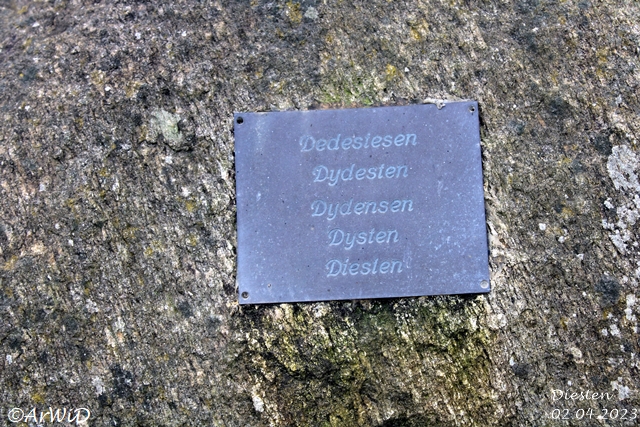 Dedestesen
Dydesten
Dydensen
Dysten
Diesten
Diesten
©ArWiD
02.04.2023